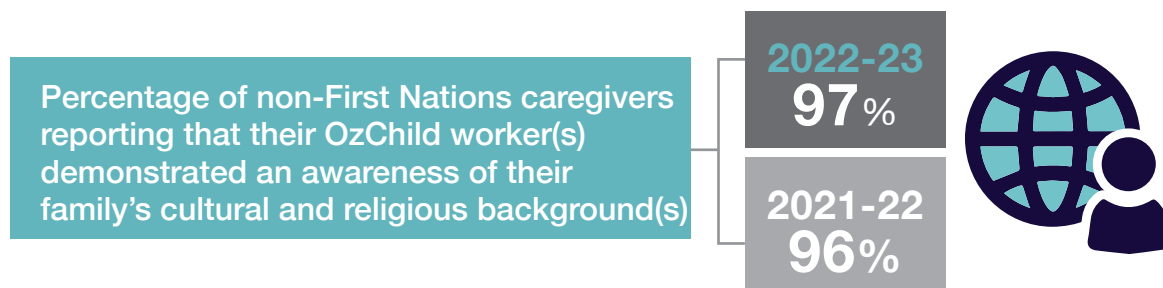 Percentage of non-First Nations caregivers
reporting that their OzChild worker(s)
demonstrated an awareness of their
family’s cultural and religious background(s)
2022-23
97%
2021-22
96%